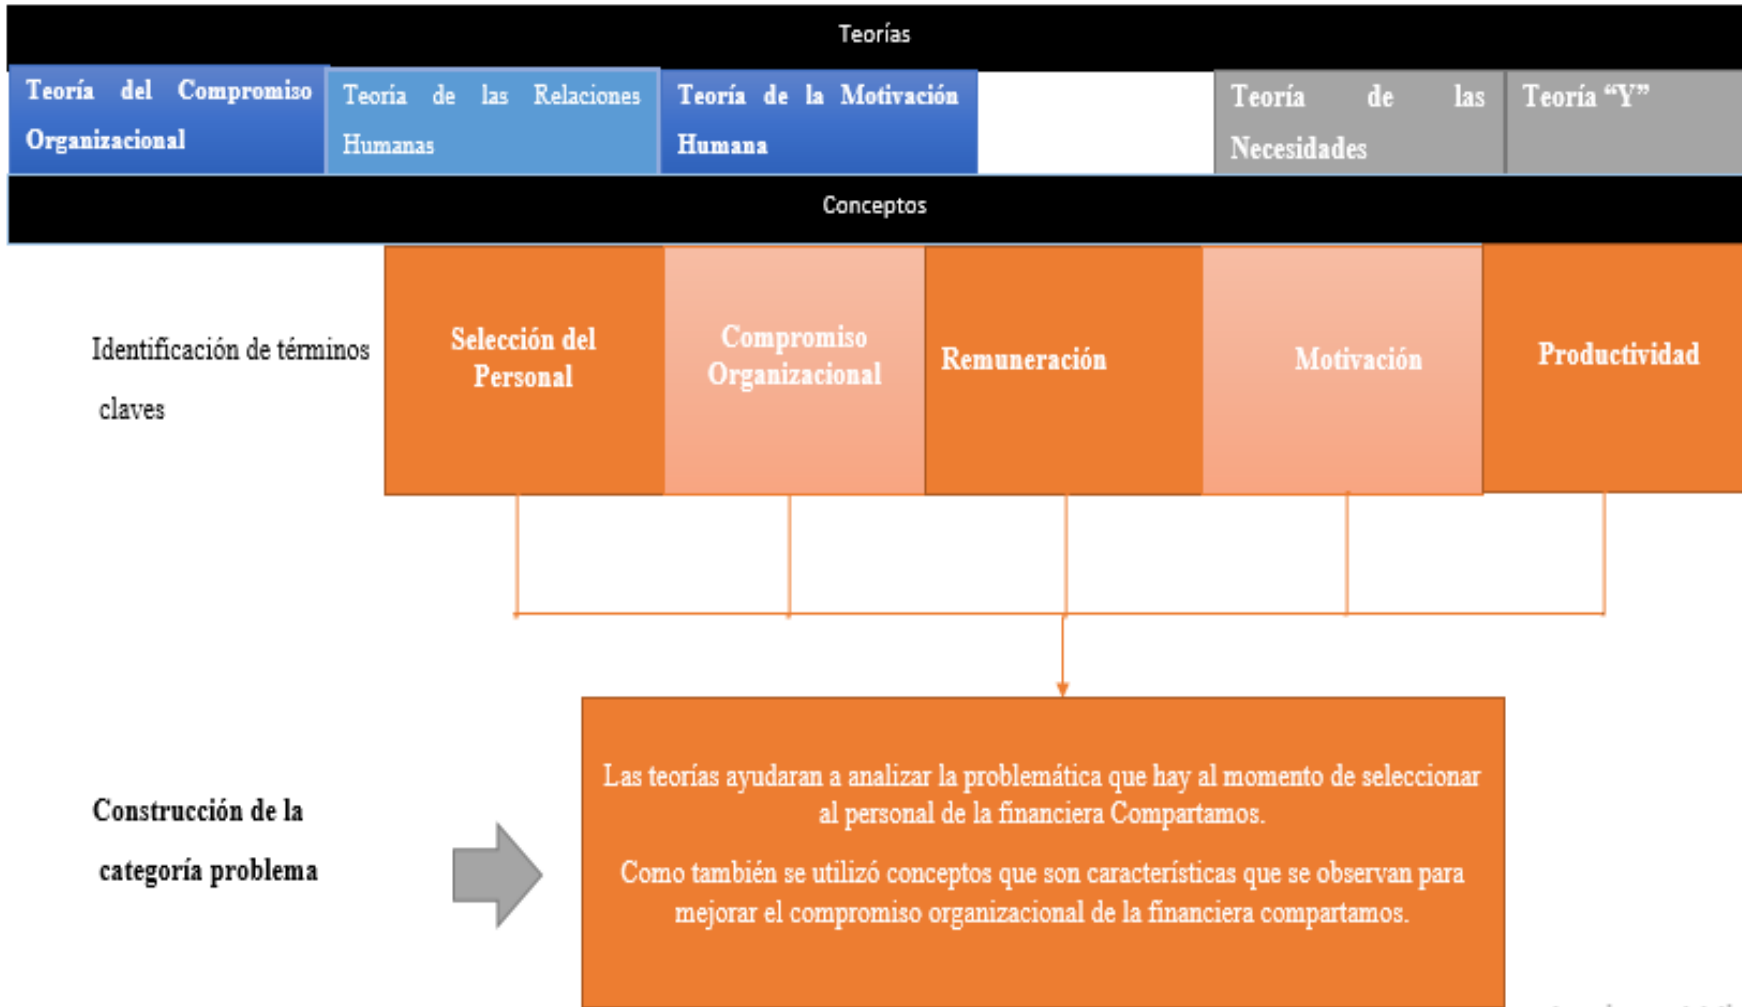 Teorías
Teoría del Compromiso
Organizacional
Teoría de las Relaciones
Humanas
Teoría de la Motivación
Humana
Teoría de las
Necesidades
Teoría “Y”
Conceptos
Identificación de términos
claves
Selección del
Personal
Compromiso
Organizacional
Remuneración
Motivación
Productividad
Las teorías ayudaran a analizar la problemática que hay al momento de seleccionar
al personal de la financiera Compartamos.
Como también se utilizó conceptos que son características que se observan para
mejorar el compromiso organizacional de la financiera compartamos.
Construcción de la
categoría problema